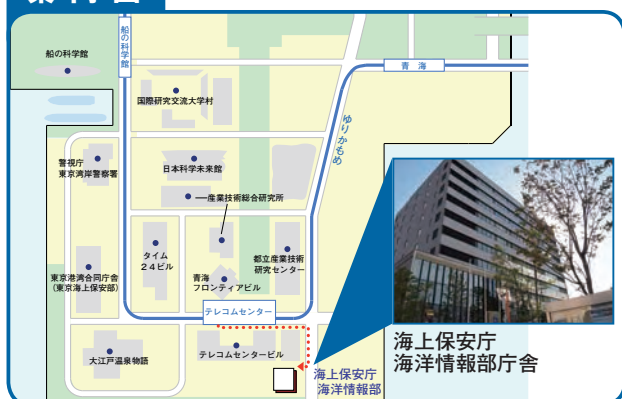 案内図
船の科学館
船の科学館
青海
国際研究交流大学村
ゆりかもめ
警視庁
東京湾岸警察署
日本科学未来館
産業技術総合研究所
タイム
24ビル
都立産業技術
研究センター
東京港湾合同庁舎
(東京海上保安部)
青海
フロンティアビル
テレコムセンター
大江戸温泉物語
テレコムセンタービル
海上保安庁
海洋情報部
海上保安庁
海洋情報部庁舎